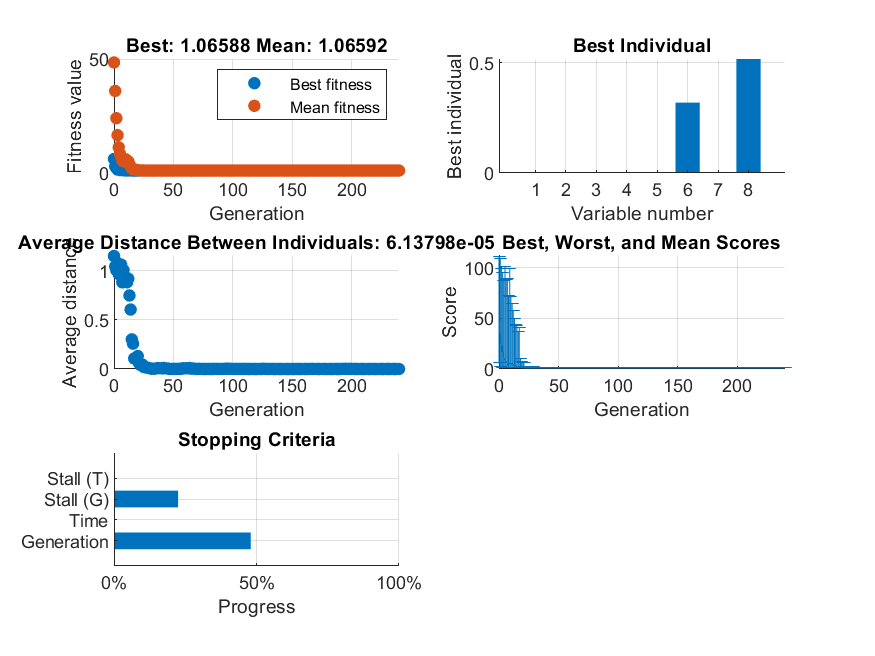 Best: 1.06588 Mean: 1.06592
Fitness value
50
0
Best fitness
Mean fitness
0 50 100 150 200
Generation
Best Individual
Best individual
0.5
0
1 2 3 4 5 6 7 8
Variable number
Average Distance Between Individuals: 6.13798e-05
Average distance
1
0.5
0
0 50 100 150 200
Generation
Best, Worst, and Mean Scores
Score
100
50
0
0 50 100 150 200
Generation
Stopping Criteria
Stall (T)
Stall (G)
Time
Generation
0% 50% 100%
Progress